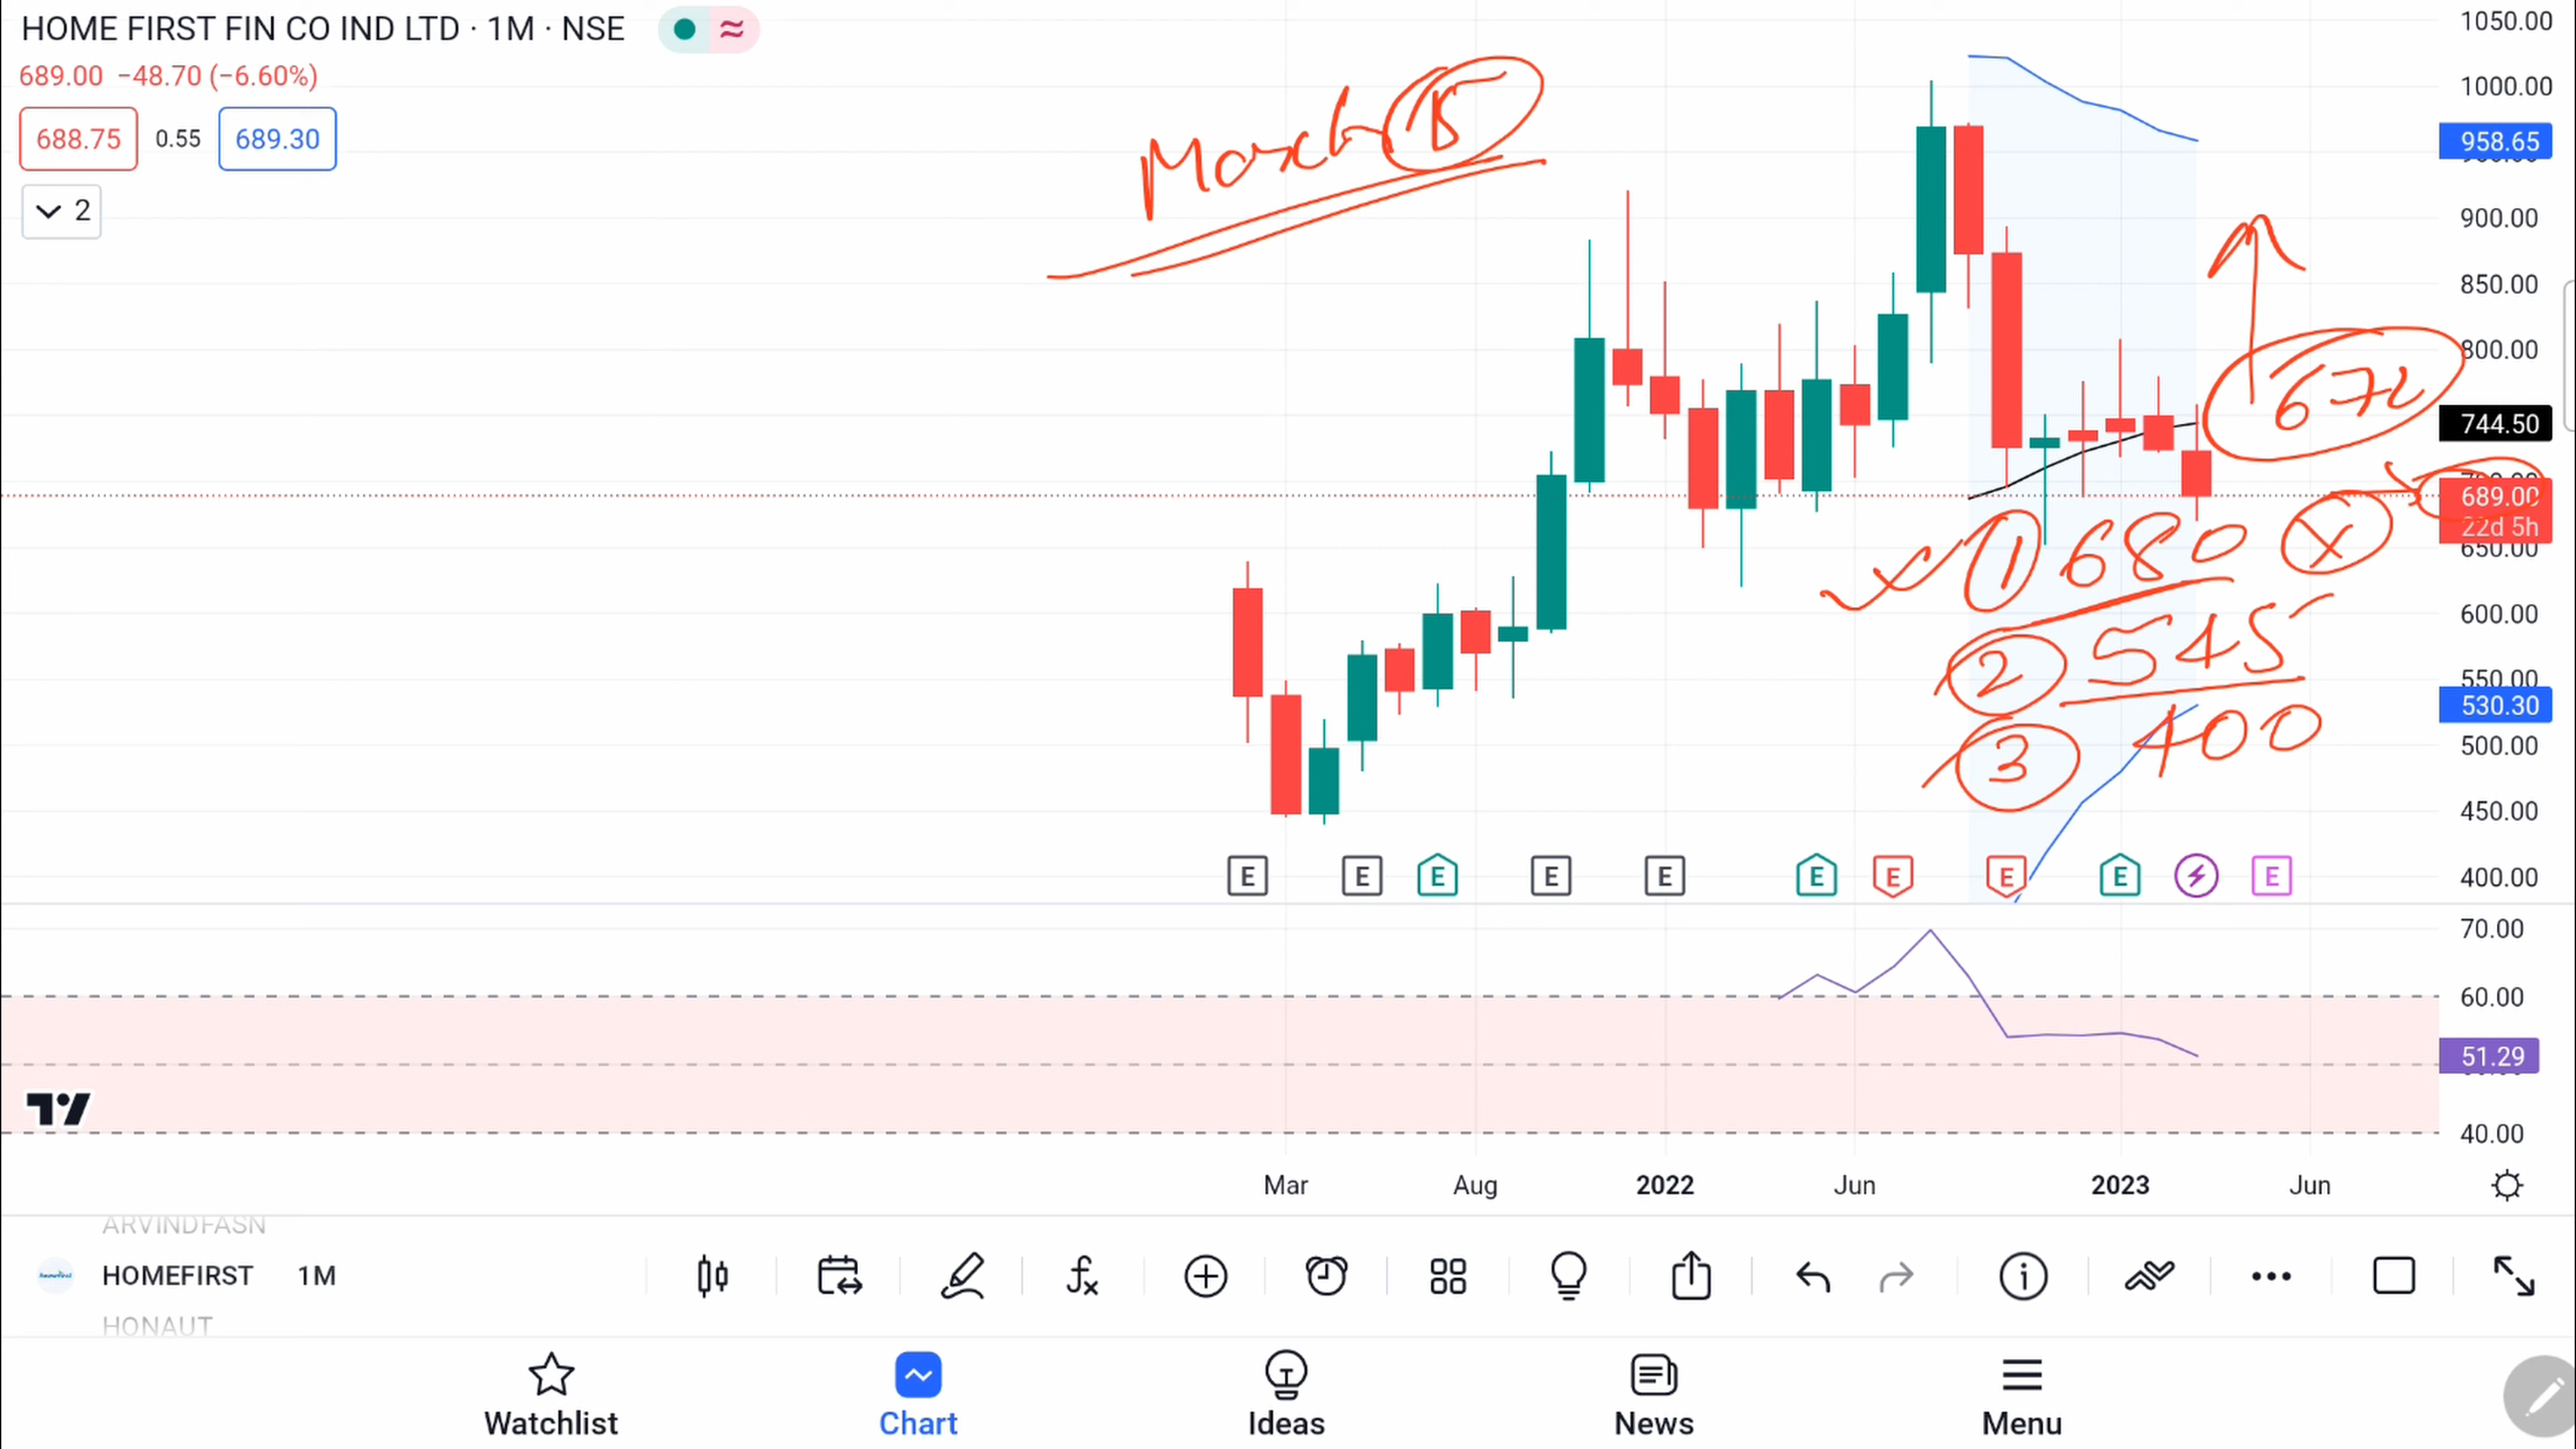 HOME FIRST FIN CO IND LTD · 1M · NSE
689.00 −48.70 (−6.60%)
688.75 0.55 689.30
2
March
1050.00
1000.00
958.65
900.00
850.00
800.00
672
744.50
689.00
22d 5h
650.00
① 680 X
600.00
② 545
550.00
530.30
③ 400
500.00
450.00
400.00
E E E E E E E E E E
70.00
60.00
51.29
40.00
Mar Aug 2022 Jun 2023 Jun
ARVINDFASN
HOMEFIRST 1M
HONAUT
Watchlist Chart Ideas News Menu